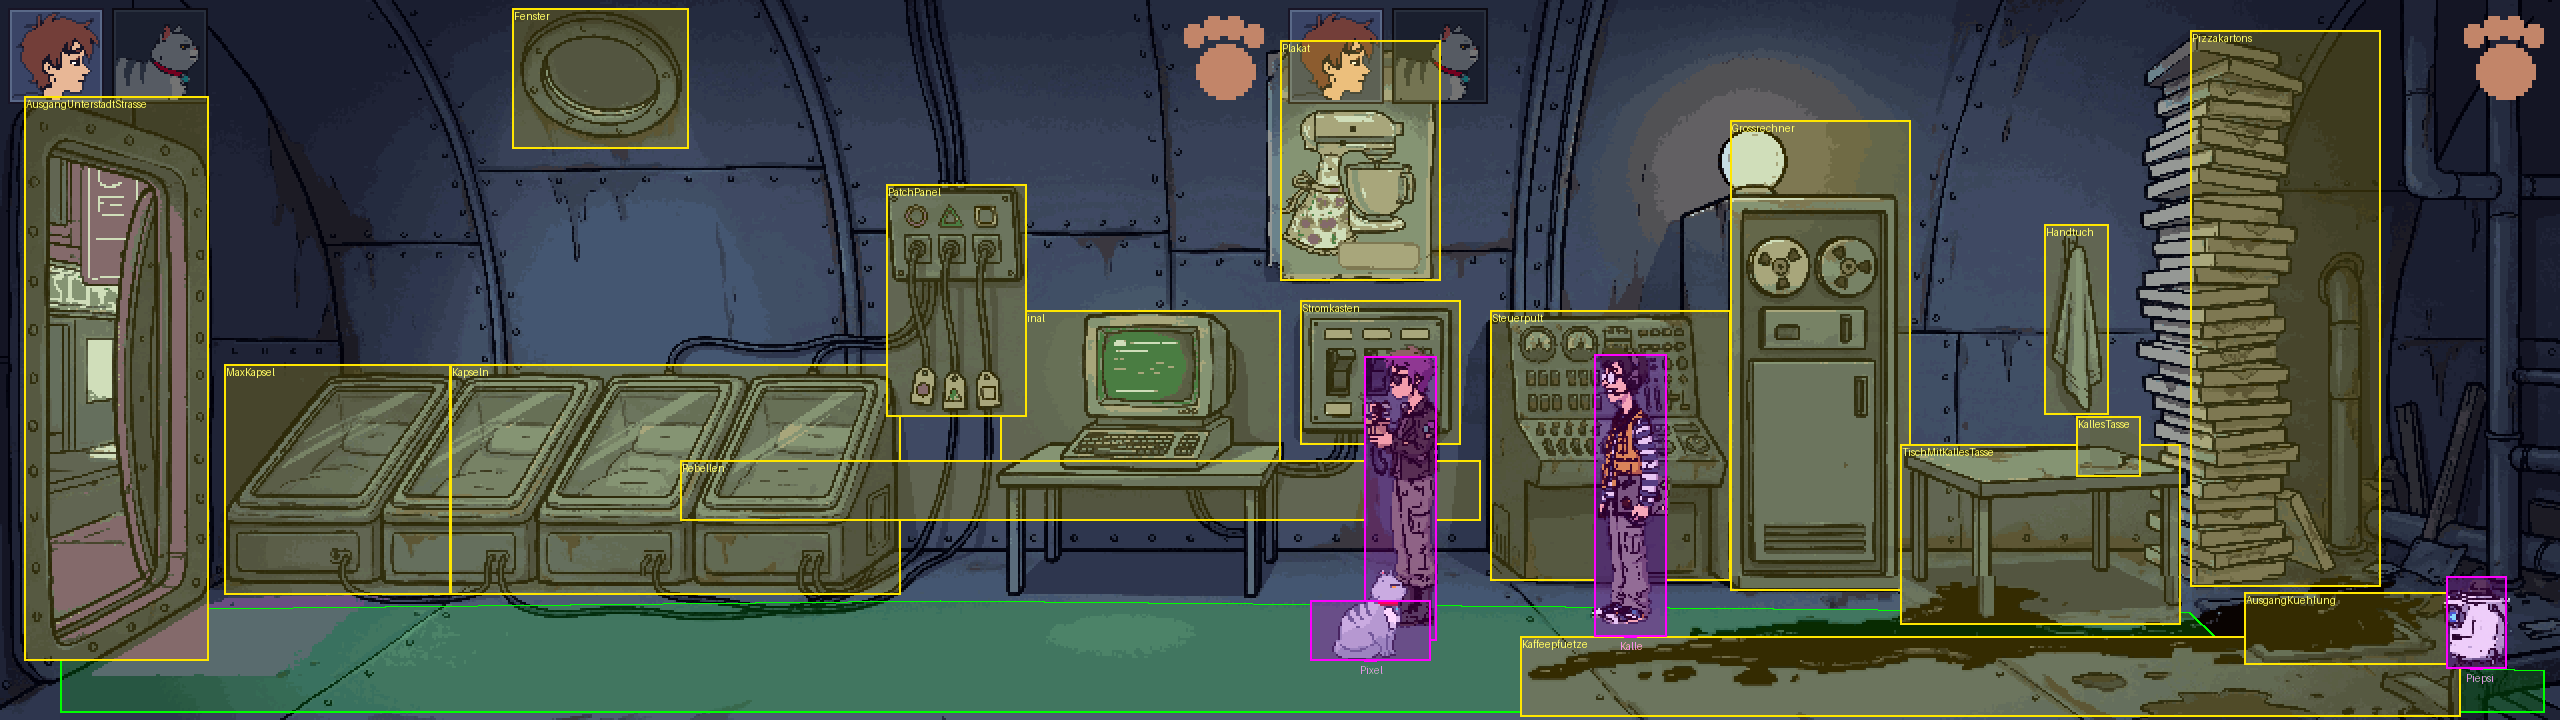 Fenster
Plakat
Pizzakartons
AusgangUnterstadtStrasse
Grossrechner
PatchPanel
Handtuch
inal
Stromkasten
Steuerpult
MaxKapsel
Kapseln
KallesTasse
TischMitKallesTasse
Rebellen
AusgangKuehlung
Kaffeepfuetze
Kalle
Pixel
Piepsi